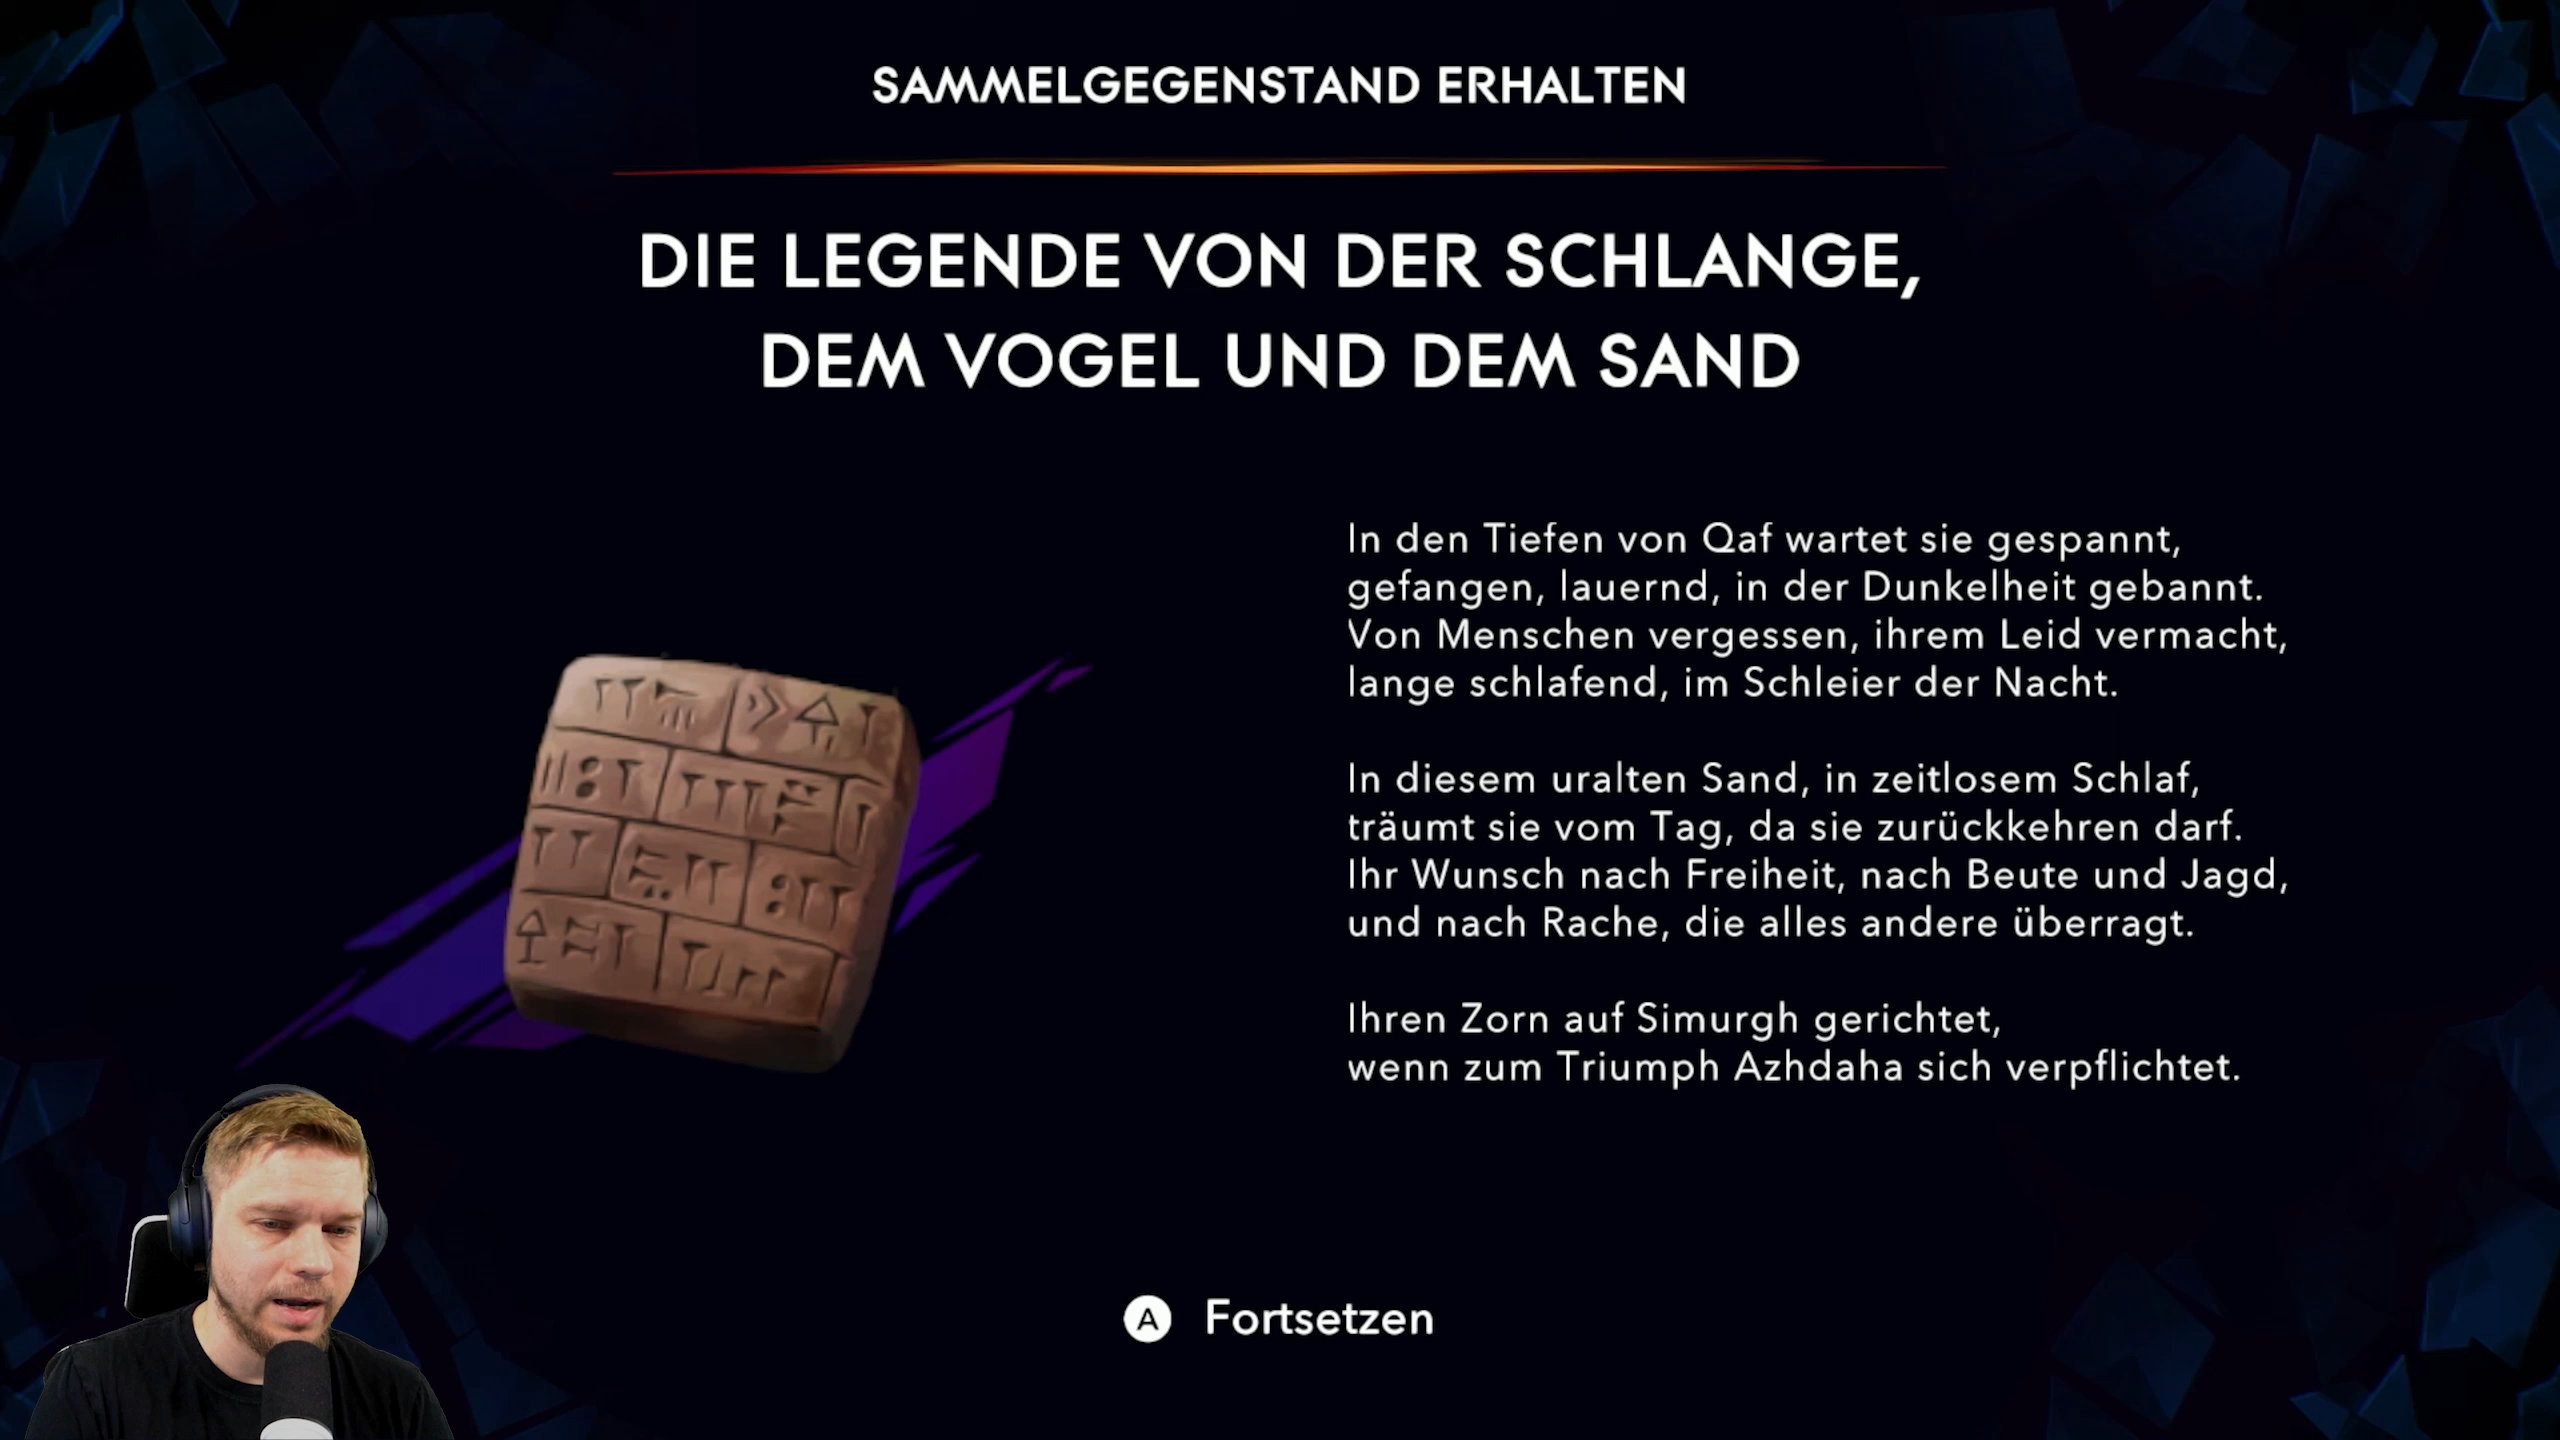 SAMMELGEGENSTAND ERHALTEN
DIE LEGENDE VON DER SCHLANGE,
DEM VOGEL UND DEM SAND
In den Tiefen von Qaf wartet sie gespannt,
gefangen, lauernd, in der Dunkelheit gebannt.
Von Menschen vergessen, ihrem Leid vermacht,
lange schlafend, im Schleier der Nacht.
In diesem uralten Sand, in zeitlosem Schlaf,
träumt sie vom Tag, da sie zurückkehren darf.
Ihr Wunsch nach Freiheit, nach Beute und Jagd,
und nach Rache, die alles andere überragt.
Ihren Zorn auf Simurgh gerichtet,
wenn zum Triumph Azhdaha sich verpflichtet.
A Fortsetzen